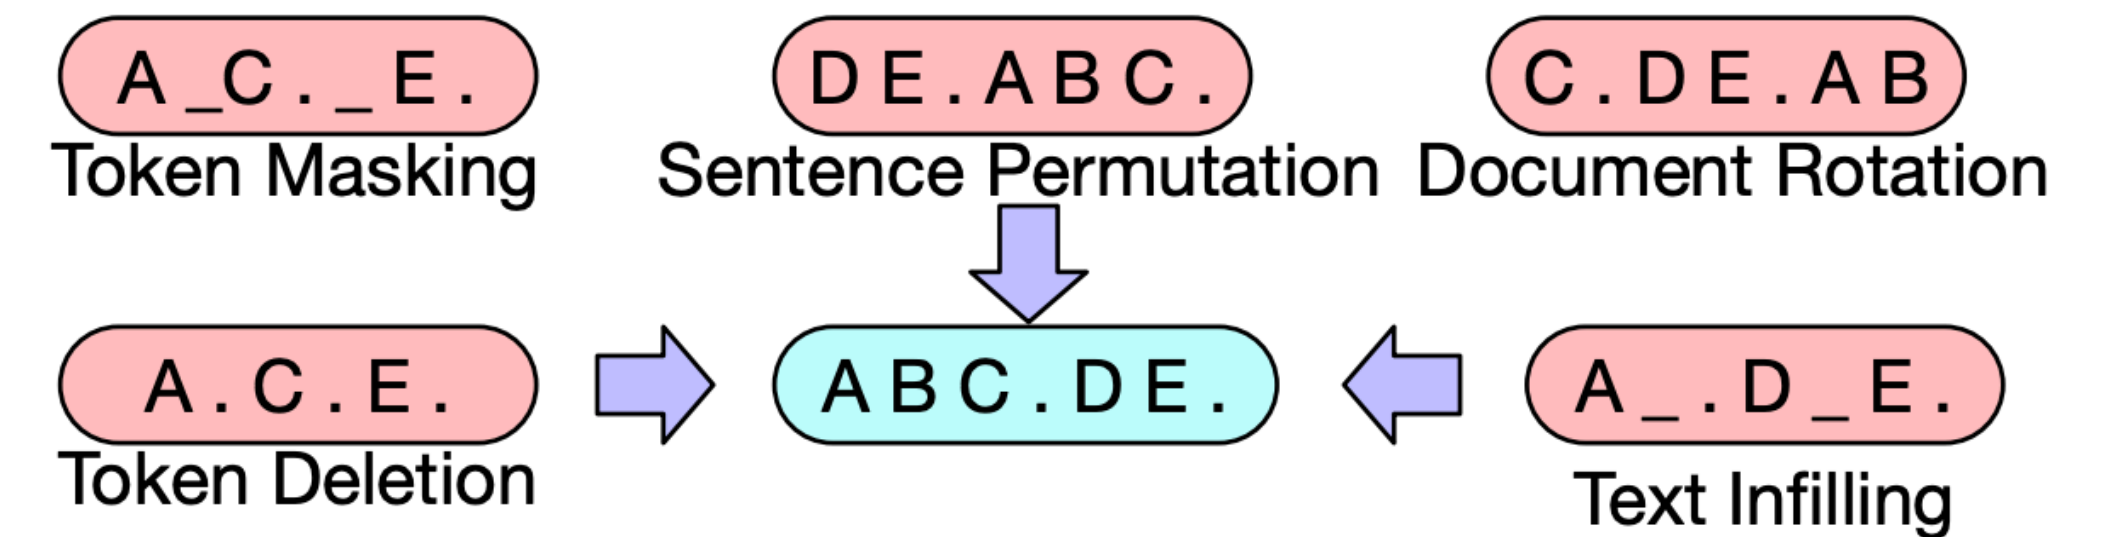 A _C . _ E .
D E . A B C .
C . D E . A B
Token Masking
Sentence Permutation
Document Rotation
A . C . E .
A B C . D E .
A _ . D _ E .
Token Deletion
Text Infilling